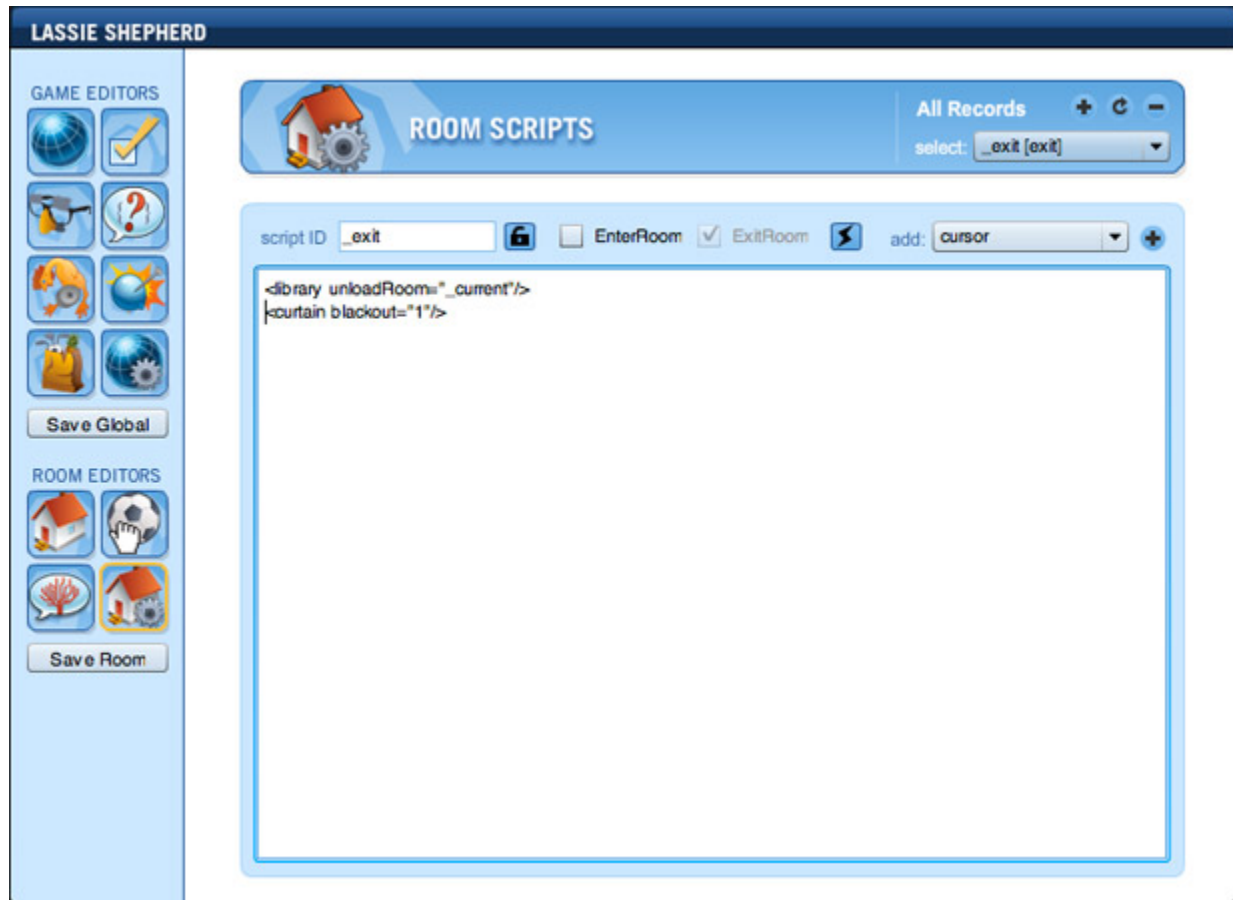 LASSIE SHEPHERD
GAME EDITORS
Save Global
ROOM EDITORS
Save Room
ROOM SCRIPTS
All Records
select: _exit [exit]
script ID _exit EnterRoom ExitRoom add: cursor
<library unloadRoom="_current"/>
<curtain blackout="1"/>